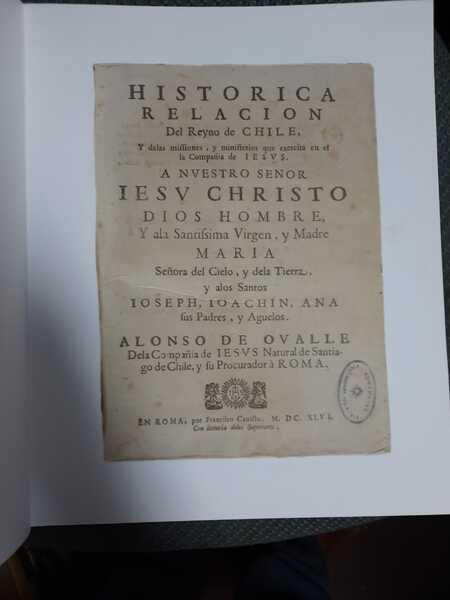 HISTORICA
RELACION
Del Reyno de CHILE,
Y delas missiones, y ministerios que exercita en el
la Compañia de IESVS.
A NVESTRO SEÑOR
IESV CHRISTO
DIOS HOMBRE,
Y ala Santissima Virgen, y Madre
MARIA
Señora del Cielo, y dela Tierra,
y alos Santos
IOSEPH, IOACHIN, ANA
sus Padres, y Aguelos.
ALONSO DE OVALLE
Dela Compañia de IESVS Natural de Santia-
go de Chile, y su Procurador à ROMA.
EN ROMA, por Francisco Cauallo. M. DC. XLVI.
Con licencia delos Superiores.